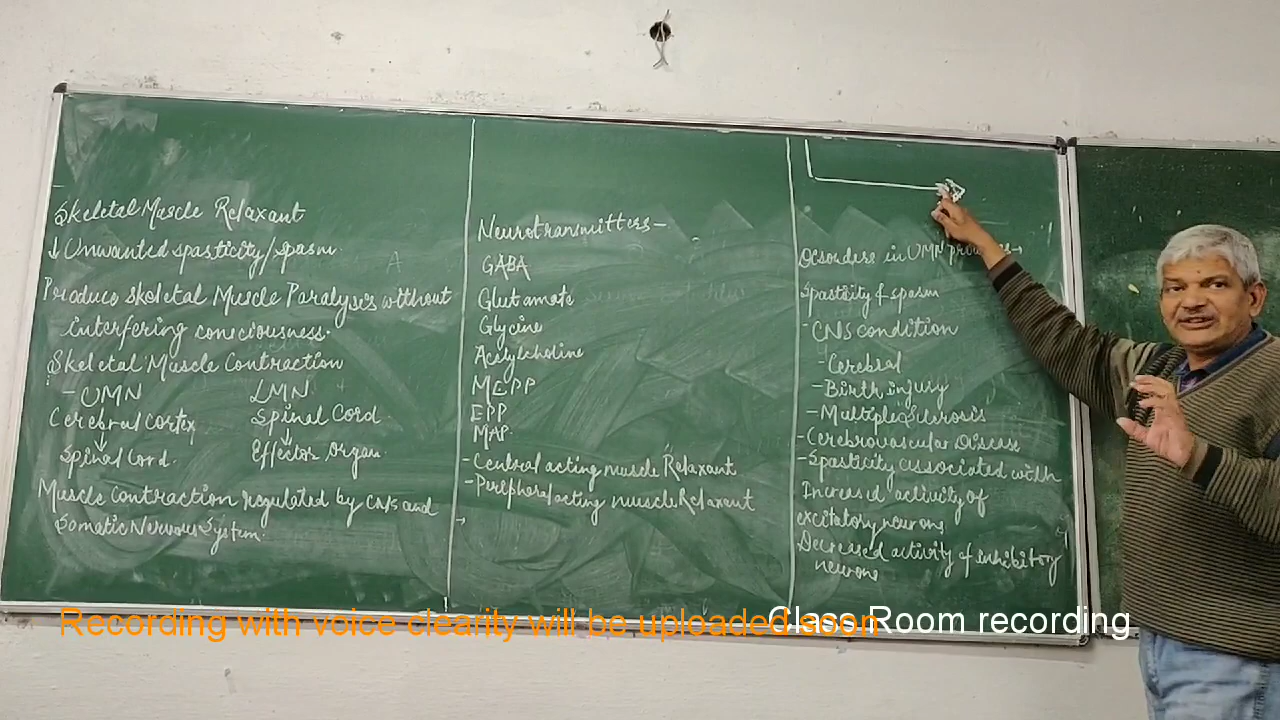 Skeletal Muscle Relaxant
↓ Unwanted spasticity/spasm
Produce skeletal Muscle Paralysis without
interfering conciousness.
Skeletal Muscle Contraction
- UMN LMN
Cerebral Cortex Spinal Cord
↓ ↓
Spinal Cord. Effector organ.
Muscle contraction regulated by CNS and
Somatic Nervous System.
Neurotransmitters -
GABA
Glutamate
Glycine
Acetylcholine
MEPP
EPP
MAP
- Central acting muscle Relaxant
- Peripheral acting muscle Relaxant
Disorders in UMN
Spasticity & spasm
- CNS condition
- Cerebral
- Birth injury
- Multiple Sclerosis
- Cerebrovascular Disease
- Spasticity associated with
Increased activity of
excitatory neurons
Decreased activity of inhibitory
neurons
Recording with voice clearity will be uploaded soon
Class Room recording